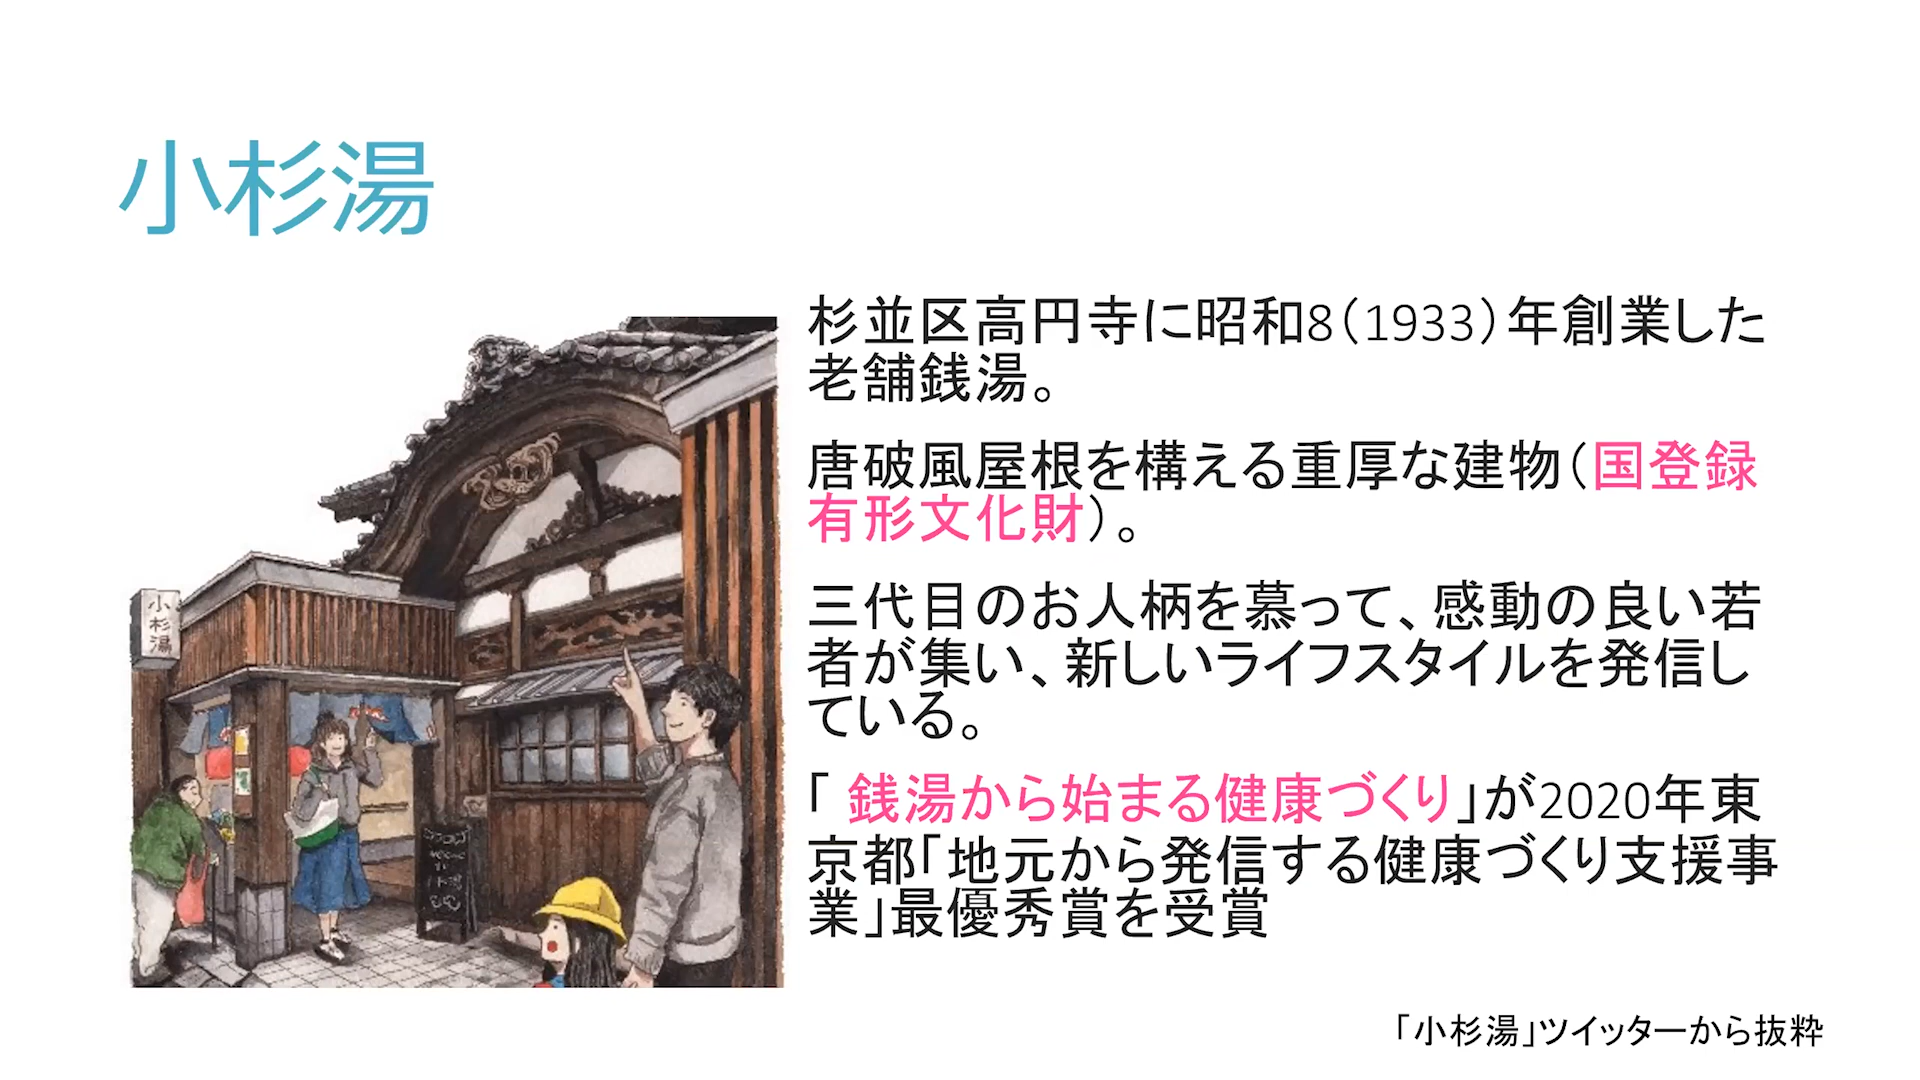 小杉湯
杉並区高円寺に昭和8（1933）年創業した
老舗銭湯。
唐破風屋根を構える重厚な建物（国登録
有形文化財）。
三代目のお人柄を慕って、感動の良い若
者が集い、新しいライフスタイルを発信し
ている。
「 銭湯から始まる健康づくり」が2020年東
京都「地元から発信する健康づくり支援事
業」最優秀賞を受賞
小杉湯
「小杉湯」ツイッターから抜粋